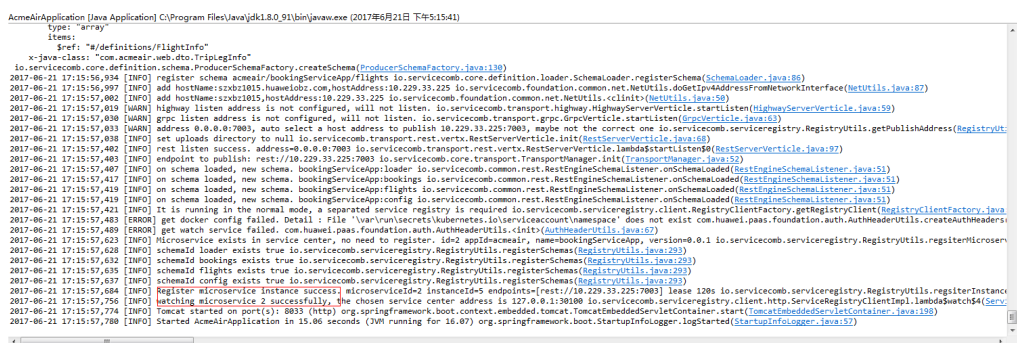 AcmeAirApplication [Java Application] C:\Program Files\Java\jdk1.8.0_91\bin\javaw.exe (2017年6月21日 下午5:15:41)
type: "array"
items:
$ref: "#/definitions/FlightInfo"
x-java-class: "com.acmeair.web.dto.TripLegInfo"
io.servicecomb.core.definition.schema.ProducerSchemaFactory.createSchema(ProducerSchemaFactory.java:130)
2017-06-21 17:15:56,934 [INFO] register schema acmeair/bookingServiceApp/flights io.servicecomb.core.definition.loader.SchemaLoader.registerSchema(SchemaLoader.java:86)
2017-06-21 17:15:56,997 [INFO] add hostName:szxbz1015.huaweiobz.com,hostAddress:10.229.33.225 io.servicecomb.foundation.common.net.NetUtils.doGetIpv4AddressFromNetworkInterface(NetUtils.java:87)
2017-06-21 17:15:57,002 [INFO] add hostName:szxbz1015,hostAddress:10.229.33.225 io.servicecomb.foundation.common.net.NetUtils.<clinit>(NetUtils.java:50)
2017-06-21 17:15:57,019 [WARN] highway listen address is not configured, will not listen. io.servicecomb.transport.highway.HighwayServerVerticle.startListen(HighwayServerVerticle.java:59)
2017-06-21 17:15:57,030 [WARN] grpc listen address is not configured, will not listen. io.servicecomb.transport.grpc.GrpcVerticle.startListen(GrpcVerticle.java:63)
2017-06-21 17:15:57,033 [WARN] address 0.0.0.0:7003, auto select a host address to publish 10.229.33.225:7003, maybe not the correct one io.servicecomb.serviceregistry.RegistryUtils.getPublishAddress(RegistryUt:
2017-06-21 17:15:57,038 [INFO] set uploads directory to null io.servicecomb.transport.rest.vertx.RestServerVerticle.init(RestServerVerticle.java:68)
2017-06-21 17:15:57,402 [INFO] rest listen success. address=0.0.0.0:7003 io.servicecomb.transport.rest.vertx.RestServerVerticle.lambda$startListen$0(RestServerVerticle.java:97)
2017-06-21 17:15:57,403 [INFO] endpoint to publish: rest://10.229.33.225:7003 io.servicecomb.core.transport.TransportManager.init(TransportManager.java:52)
2017-06-21 17:15:57,407 [INFO] on schema loaded, new schema. bookingServiceApp:loader io.servicecomb.common.rest.RestEngineSchemaListener.onSchemaLoaded(RestEngineSchemaListener.java:51)
2017-06-21 17:15:57,417 [INFO] on schema loaded, new schema. bookingServiceApp:bookings io.servicecomb.common.rest.RestEngineSchemaListener.onSchemaLoaded(RestEngineSchemaListener.java:51)
2017-06-21 17:15:57,419 [INFO] on schema loaded, new schema. bookingServiceApp:flights io.servicecomb.common.rest.RestEngineSchemaListener.onSchemaLoaded(RestEngineSchemaListener.java:51)
2017-06-21 17:15:57,419 [INFO] on schema loaded, new schema. bookingServiceApp:config io.servicecomb.common.rest.RestEngineSchemaListener.onSchemaLoaded(RestEngineSchemaListener.java:51)
2017-06-21 17:15:57,421 [INFO] It is running in the normal mode, a separated service registry is required io.servicecomb.serviceregistry.client.RegistryClientFactory.getRegistryClient(RegistryClientFactory.java
2017-06-21 17:15:57,483 [ERROR] get docker config failed. Detail : File '\var\run\secrets\kubernetes.io\serviceaccount\namespace' does not exist com.huawei.paas.foundation.auth.AuthHeaderUtils.createAuthHeaders(
2017-06-21 17:15:57,489 [ERROR] get watch service failed. com.huawei.paas.foundation.auth.AuthHeaderUtils.<init>(AuthHeaderUtils.java:67)
2017-06-21 17:15:57,623 [INFO] Microservice exists in service center, no need to register. id=2 appId=acmeair, name=bookingServiceApp, version=0.0.1 io.servicecomb.serviceregistry.RegistryUtils.regsiterMicroserv
2017-06-21 17:15:57,628 [INFO] schemaId loader exists true io.servicecomb.serviceregistry.RegistryUtils.registerSchemas(RegistryUtils.java:293)
2017-06-21 17:15:57,632 [INFO] schemaId bookings exists true io.servicecomb.serviceregistry.RegistryUtils.registerSchemas(RegistryUtils.java:293)
2017-06-21 17:15:57,635 [INFO] schemaId flights exists true io.servicecomb.serviceregistry.RegistryUtils.registerSchemas(RegistryUtils.java:293)
2017-06-21 17:15:57,637 [INFO] schemaId config exists true io.servicecomb.serviceregistry.RegistryUtils.registerSchemas(RegistryUtils.java:293)
2017-06-21 17:15:57,684 [INFO] Register microservice instance success. microserviceId=2 instanceId=5 endpoints=[rest://10.229.33.225:7003] lease 120s io.servicecomb.serviceregistry.RegistryUtils.regsiterInstance
2017-06-21 17:15:57,756 [INFO] watching microservice 2 successfully, the chosen service center address is 127.0.0.1:30100 io.servicecomb.serviceregistry.client.http.ServiceRegistryClientImpl.lambda$watch$4(Servi
2017-06-21 17:15:57,774 [INFO] Tomcat started on port(s): 8033 (http) org.springframework.boot.context.embedded.tomcat.TomcatEmbeddedServletContainer.start(TomcatEmbeddedServletContainer.java:198)
2017-06-21 17:15:57,780 [INFO] Started AcmeAirApplication in 15.06 seconds (JVM running for 16.07) org.springframework.boot.StartupInfoLogger.logStarted(StartupInfoLogger.java:57)